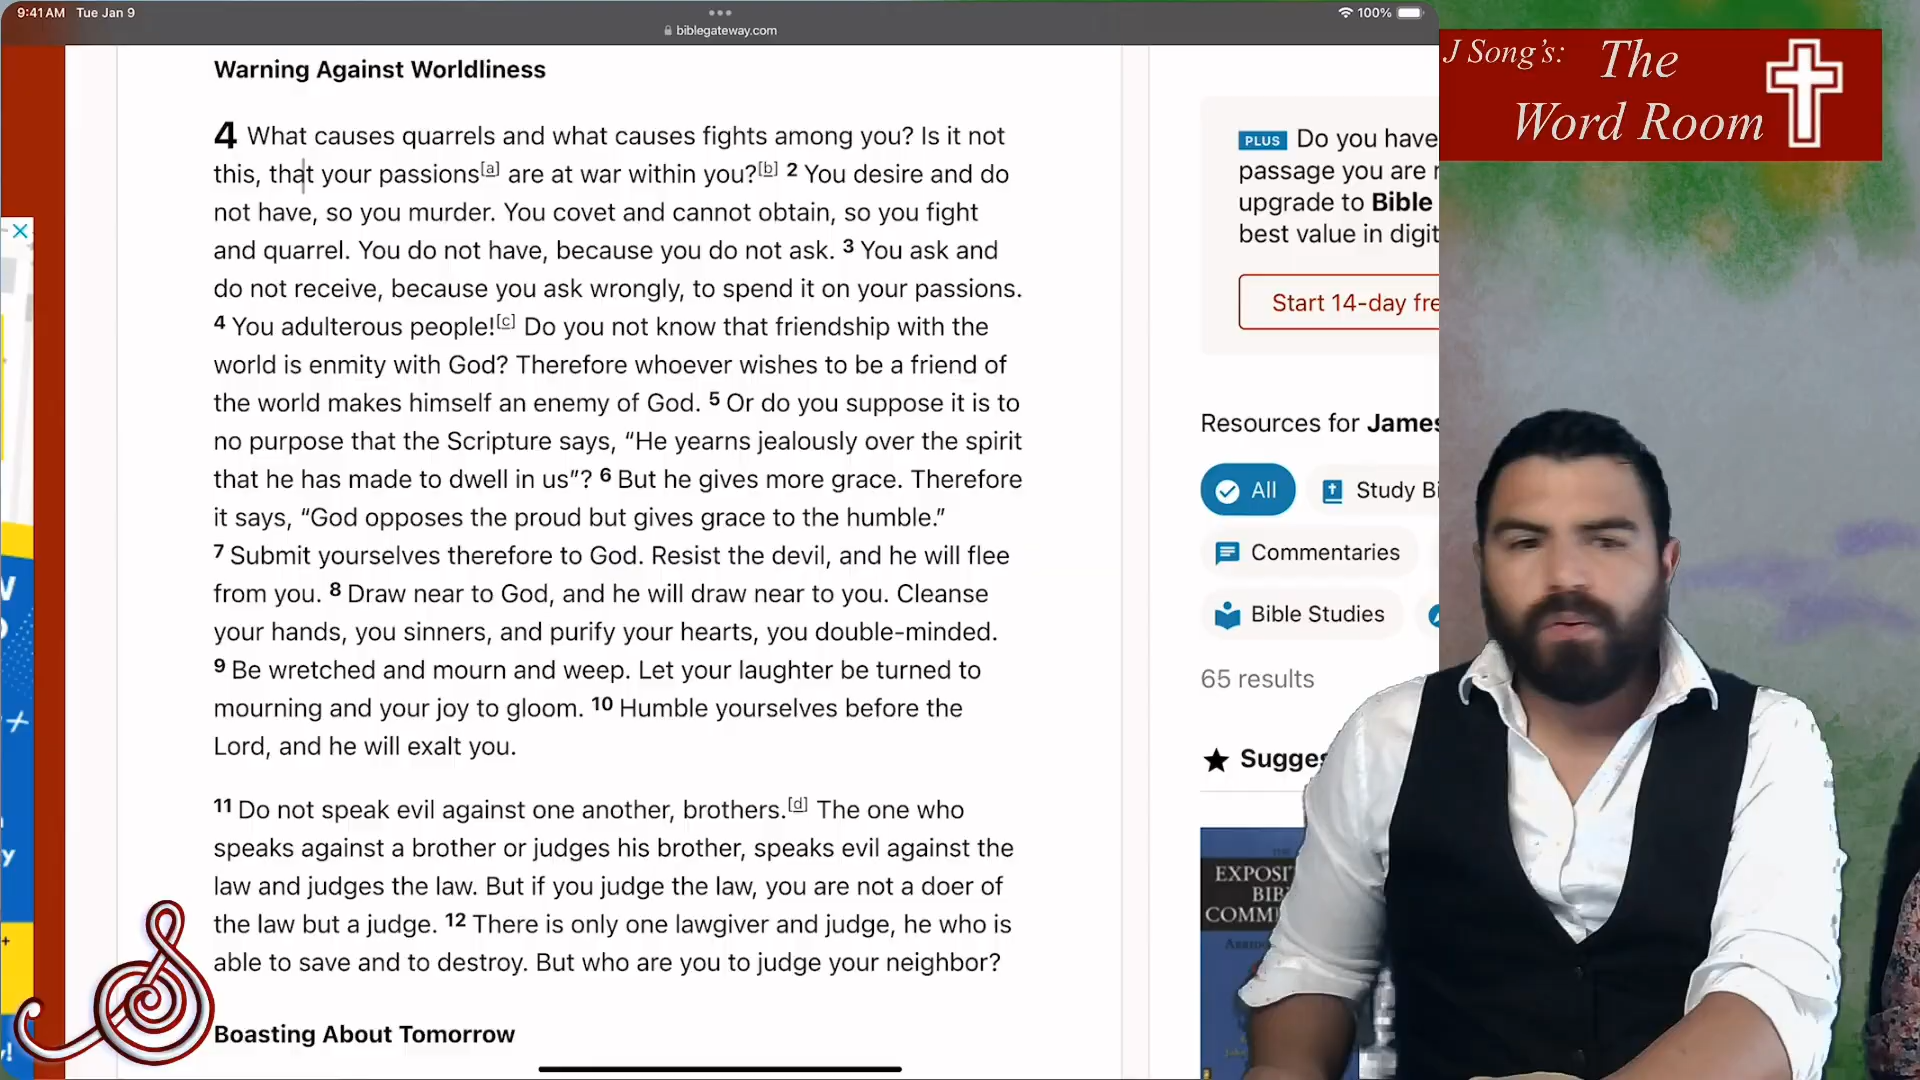 9:41 AM Tue Jan 9
biblegateway.com
100%
J Song's: The
Word Room
Warning Against Worldliness
4 What causes quarrels and what causes fights among you? Is it not
this, that your passions[a] are at war within you?[b] 2 You desire and do
not have, so you murder. You covet and cannot obtain, so you fight
and quarrel. You do not have, because you do not ask. 3 You ask and
do not receive, because you ask wrongly, to spend it on your passions.
4 You adulterous people![c] Do you not know that friendship with the
world is enmity with God? Therefore whoever wishes to be a friend of
the world makes himself an enemy of God. 5 Or do you suppose it is to
no purpose that the Scripture says, “He yearns jealously over the spirit
that he has made to dwell in us”? 6 But he gives more grace. Therefore
it says, “God opposes the proud but gives grace to the humble.”
7 Submit yourselves therefore to God. Resist the devil, and he will flee
from you. 8 Draw near to God, and he will draw near to you. Cleanse
your hands, you sinners, and purify your hearts, you double-minded.
9 Be wretched and mourn and weep. Let your laughter be turned to
mourning and your joy to gloom. 10 Humble yourselves before the
Lord, and he will exalt you.
11 Do not speak evil against one another, brothers.[d] The one who
speaks against a brother or judges his brother, speaks evil against the
law and judges the law. But if you judge the law, you are not a doer of
the law but a judge. 12 There is only one lawgiver and judge, he who is
able to save and to destroy. But who are you to judge your neighbor?
Boasting About Tomorrow
PLUS Do you have
passage you are
upgrade to Bible
best value in digit
Start 14-day fre
Resources for James
All
Study Bi
Commentaries
Bible Studies
65 results
Sugges
EXPOSI
BIB
COMM